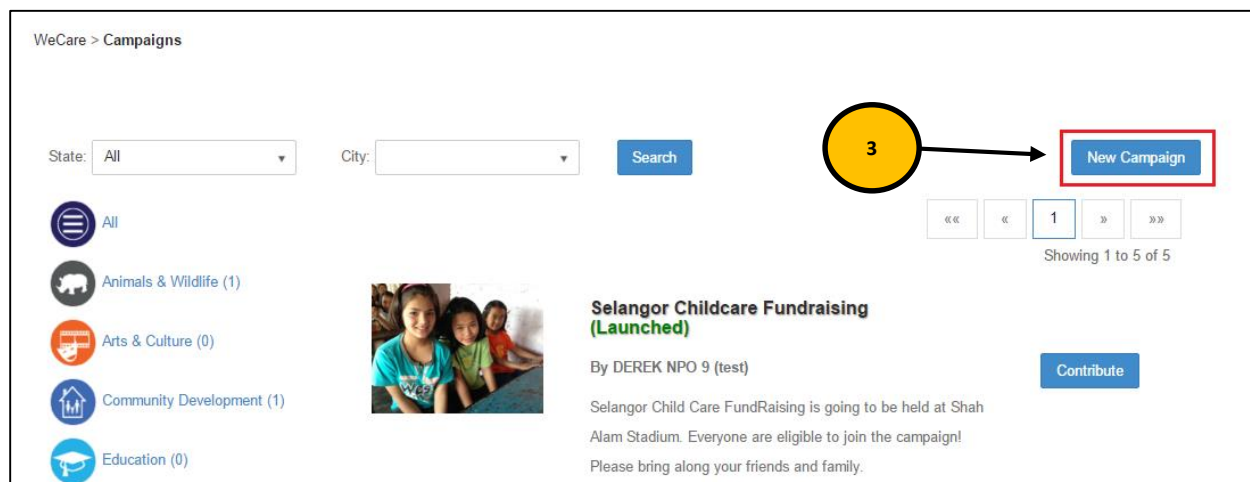 WeCare > Campaigns
State: All City: Search 3 New Campaign
All
«« « 1 » »»
Showing 1 to 5 of 5
Animals & Wildlife (1)
Arts & Culture (0)
Community Development (1)
Education (0)
Selangor Childcare Fundraising
(Launched)
By DEREK NPO 9 (test)
Contribute
Selangor Child Care FundRaising is going to be held at Shah
Alam Stadium. Everyone are eligible to join the campaign!
Please bring along your friends and family.